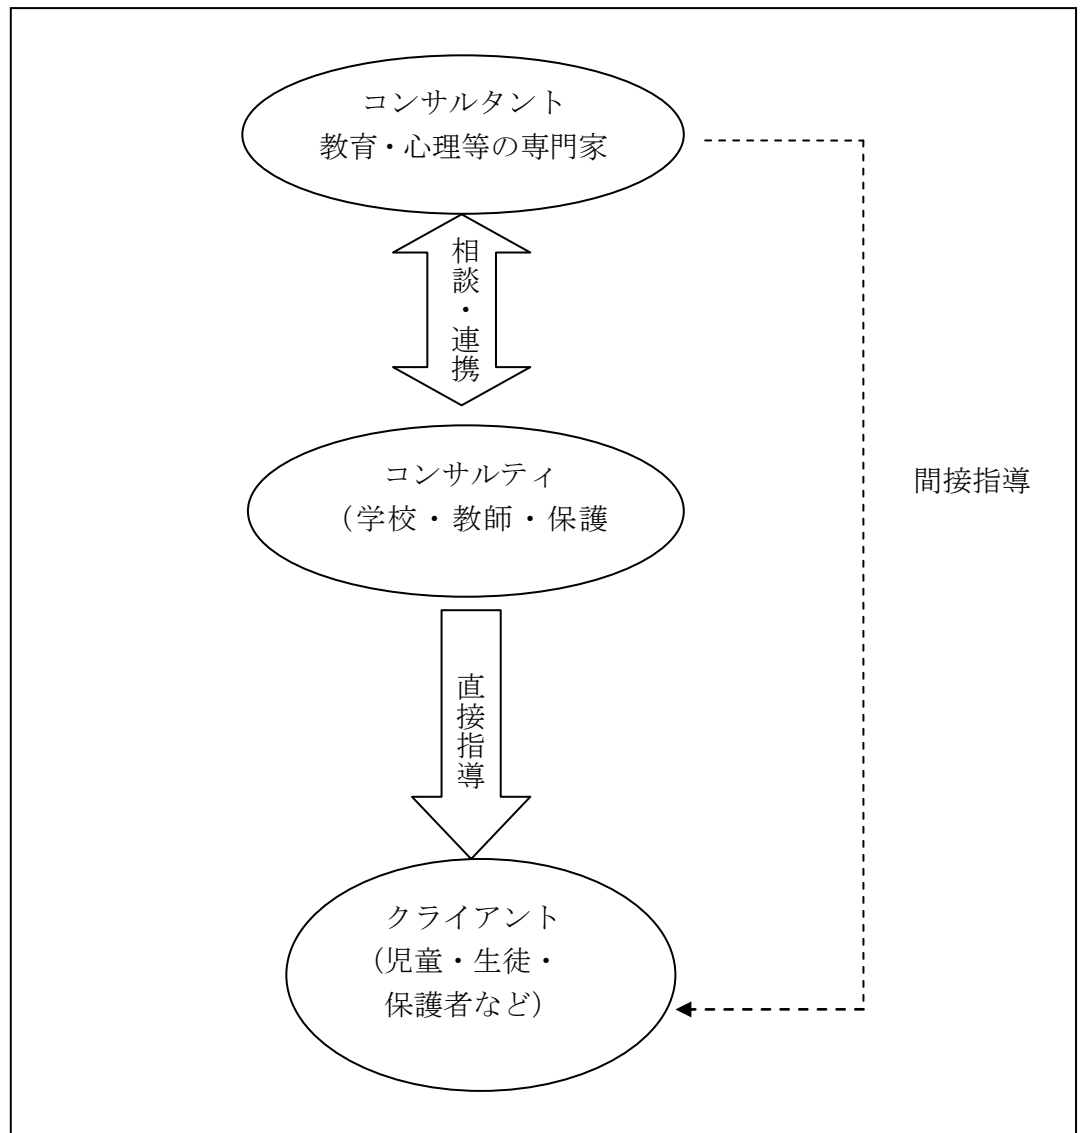 コンサルタント
教育・心理等の専門家
相談・連携
コンサルティ
（学校・教師・保護
間接指導
直接指導
クライアント
（児童・生徒・
保護者など）